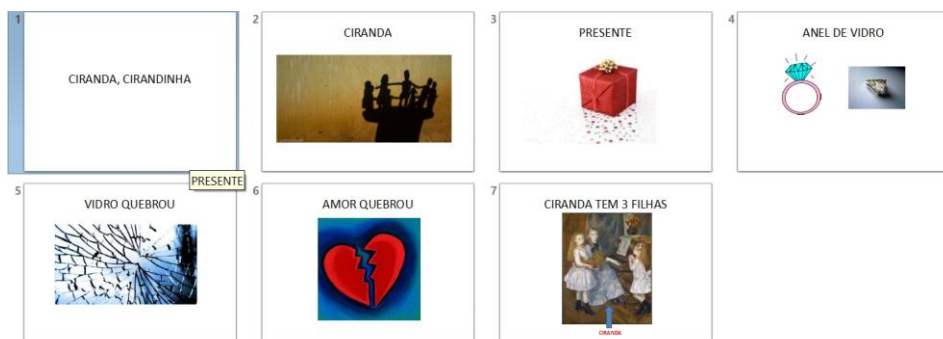 1
CIRANDA, CIRANDINHA
2
CIRANDA
3
PRESENTE
4
ANEL DE VIDRO
PRESENTE
5
VIDRO QUEBROU
6
AMOR QUEBROU
7
CIRANDA TEM 3 FILHAS
CIRANDA